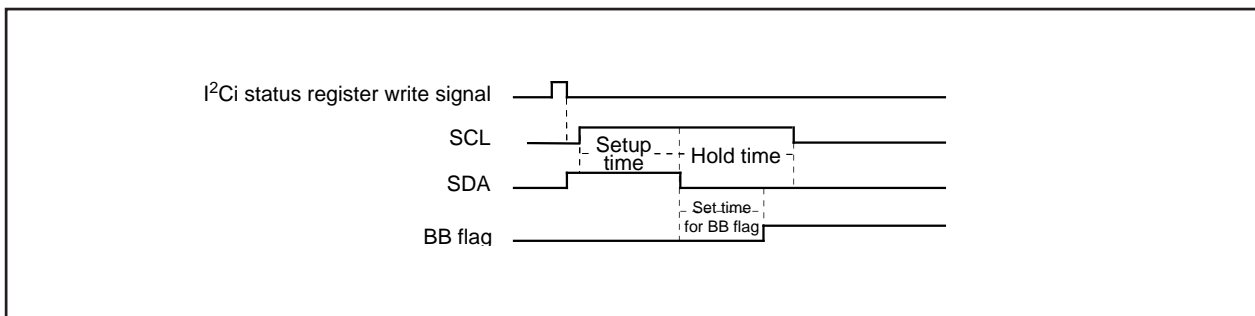 I²Ci status register write signal
SCL
Setup
time
Hold time
SDA
Set time
for BB flag
BB flag